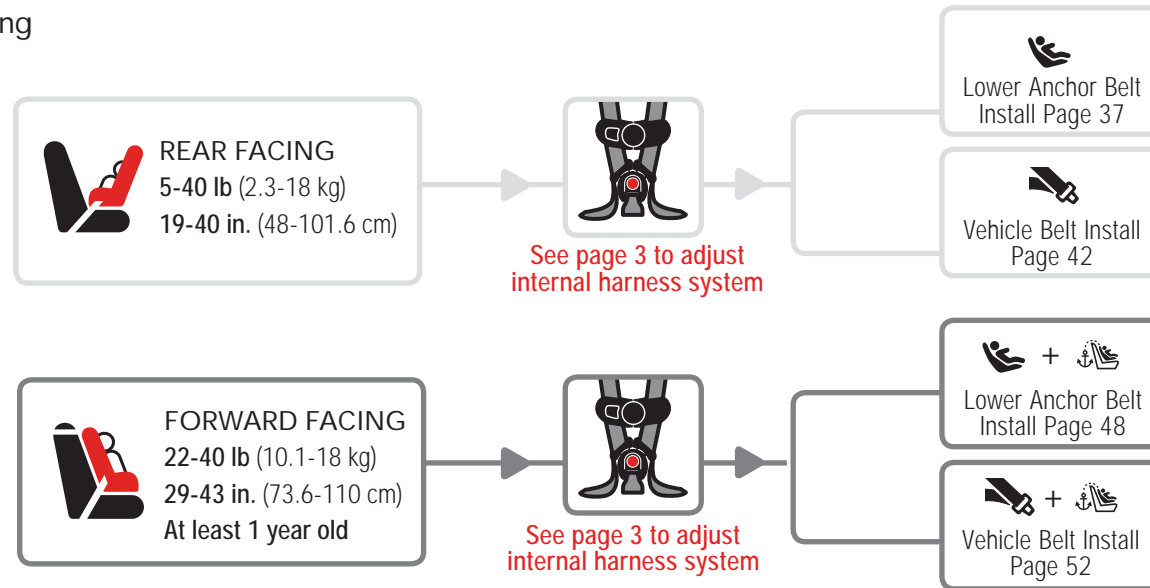 REAR FACING
5-40 lb (2.3-18 kg)
19-40 in. (48-101.6 cm)
See page 3 to adjust
internal harness system
Lower Anchor Belt
Install Page 37
Vehicle Belt Install
Page 42
FORWARD FACING
22-40 lb (10.1-18 kg)
29-43 in. (73.6-110 cm)
At least 1 year old
See page 3 to adjust
internal harness system
+
Lower Anchor Belt
Install Page 48
+
Vehicle Belt Install
Page 52